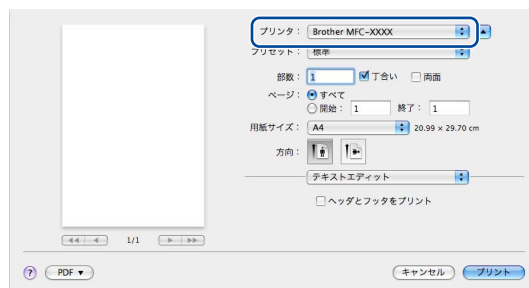 プリンタ： Brother MFC-XXXX
プリセット： 標準
部数： 1 丁合い 両面
ページ： すべて
開始： 1 終了： 1
用紙サイズ： A4 20.99 x 29.70 cm
方向：
テキストエディット
ヘッダとフッタをプリント
1/1
? PDF ▼ キャンセル プリント